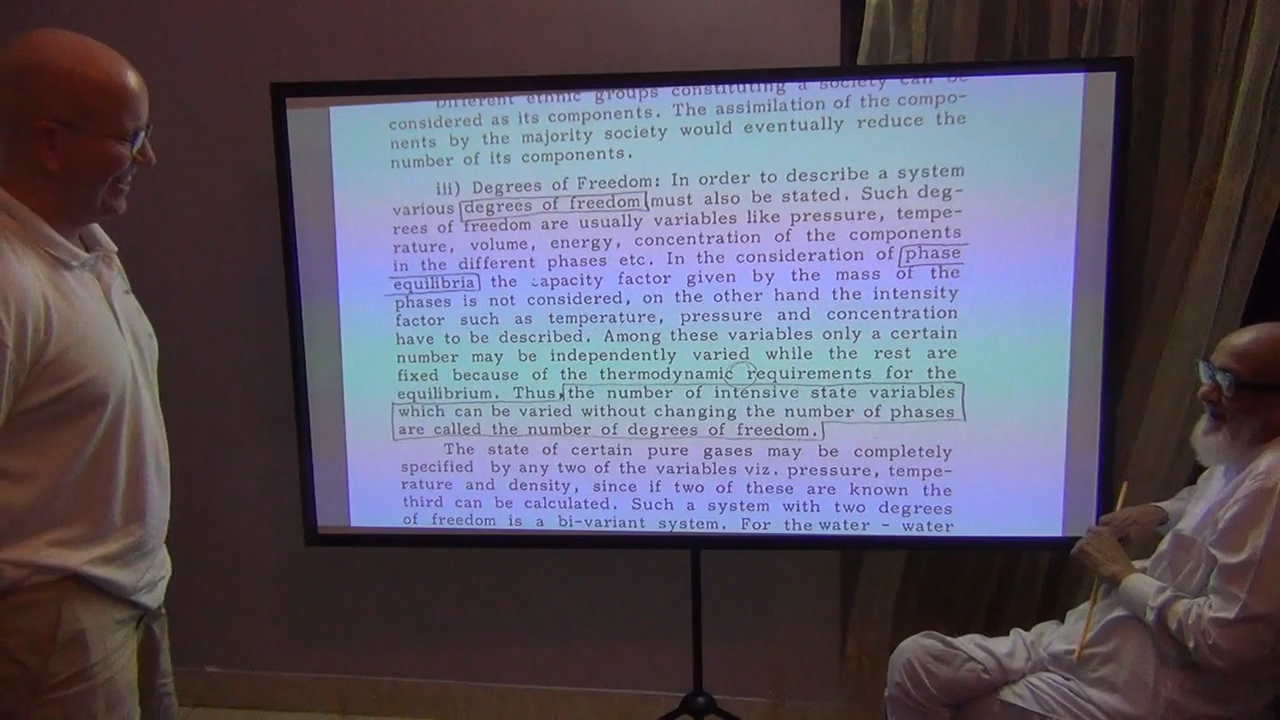 Different ethnic groups constituting a society can be
considered as its components. The assimilation of the compo-
nents by the majority society would eventually reduce the
number of its components.
iii) Degrees of Freedom: In order to describe a system
various degrees of freedom must also be stated. Such deg-
rees of freedom are usually variables like pressure, tempe-
rature, volume, energy, concentration of the components
in the different phases etc. In the consideration of phase
equilibria the capacity factor given by the mass of the
phases is not considered, on the other hand the intensity
factor such as temperature, pressure and concentration
have to be described. Among these variables only a certain
number may be independently varied while the rest are
fixed because of the thermodynamic requirements for the
equilibrium. Thus, the number of intensive state variables
which can be varied without changing the number of phases
are called the number of degrees of freedom.
The state of certain pure gases may be completely
specified by any two of the variables viz. pressure, tempe-
rature and density, since if two of these are known the
third can be calculated. Such a system with two degrees
of freedom is a bi-variant system. For the water - water